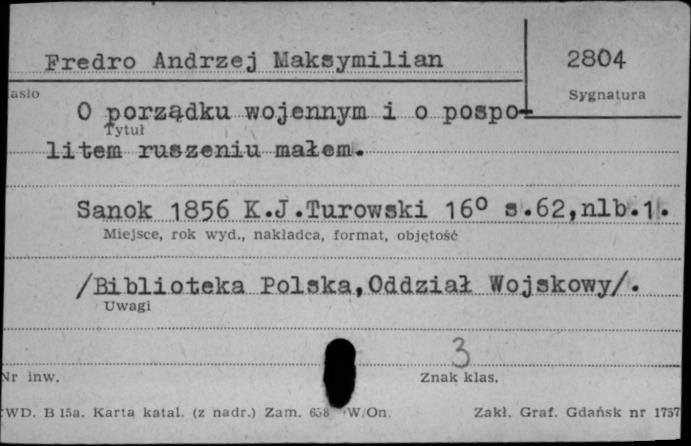 Fredro Andrzej Maksymilian
2804
Sygnatura
O porządku wojennym i o pospo-
Tytuł
litem ruszeniu małem.
Sanok 1856 K.J.Turowski 16° s.62,nlb.1.
Miejsce, rok wyd., nakładca, format, objętość
/Biblioteka Polska,Oddział Wojskowy/.
Uwagi
3
Nr inw.
Znak klas.
WD. B 15a. Karta katal. (z nadr.) Zam. W/On.
Zakł. Graf. Gdańsk nr 1757